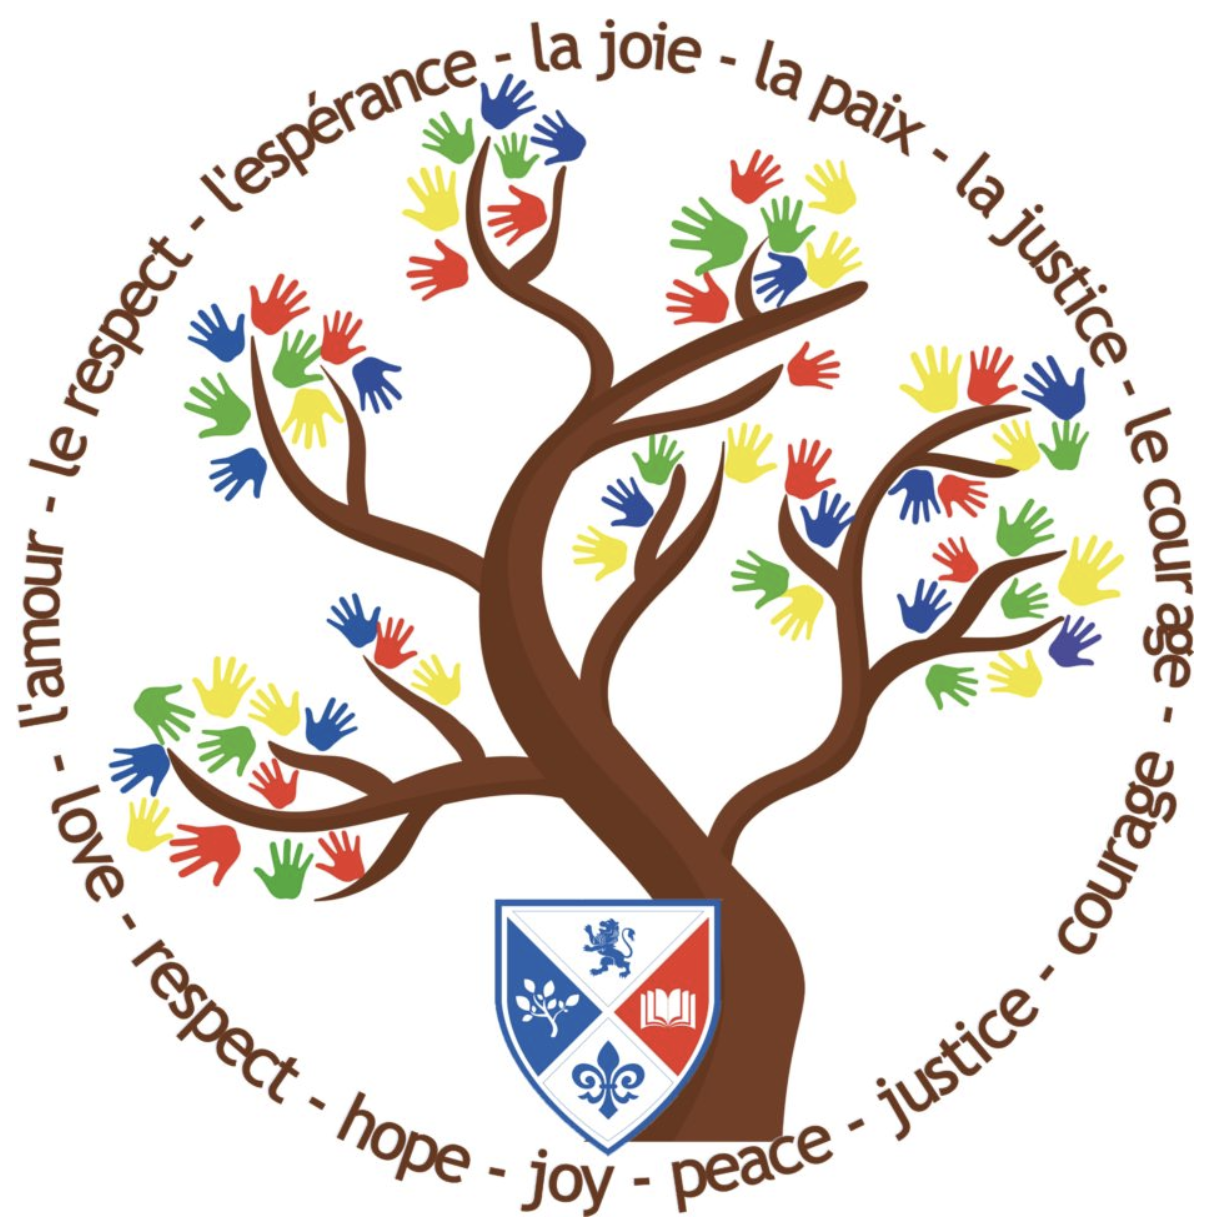 l'amour - le respect - l'espérance - la joie - la paix - la justice - le courage -
love - respect - hope - joy - peace - justice - courage -